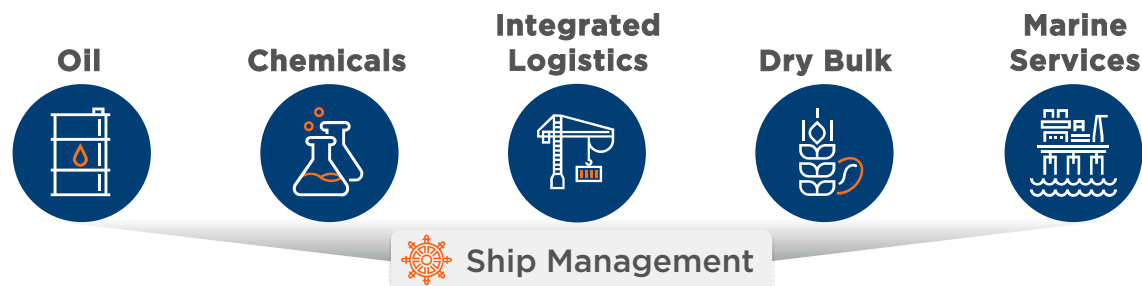 Oil
Chemicals
Integrated
Logistics
Dry Bulk
Marine
Services
Ship Management